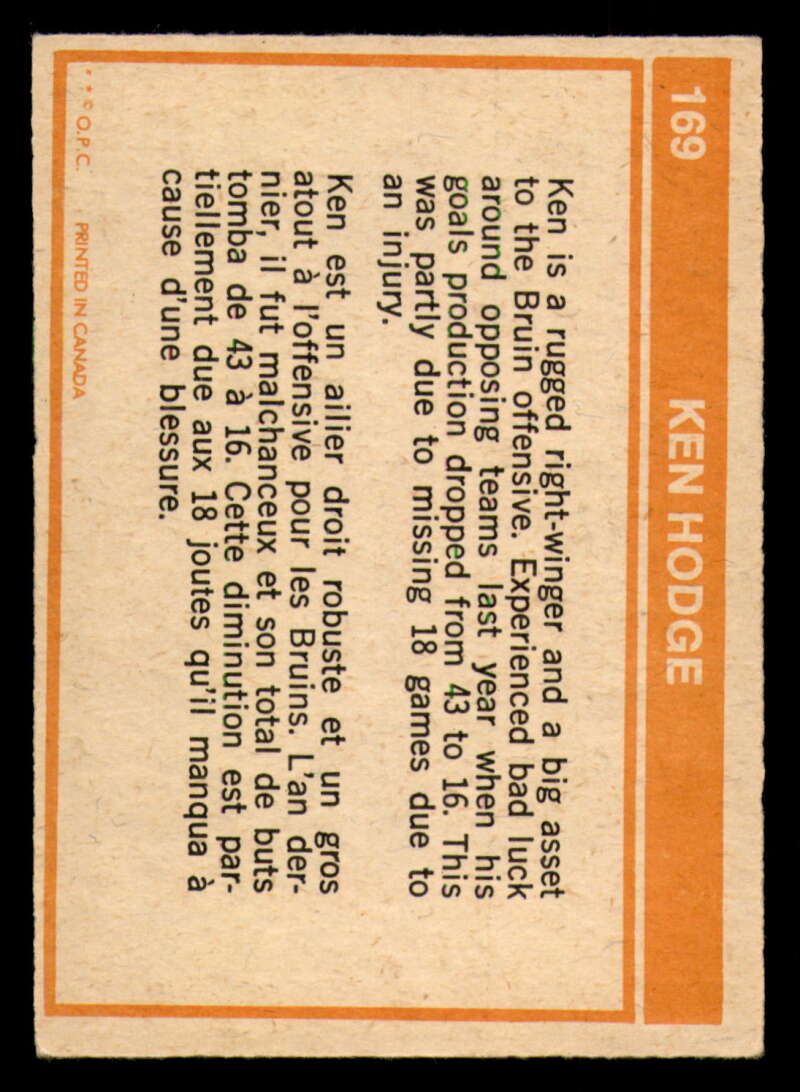 169 KEN HODGE
Ken is a rugged right-winger and a big asset
to the Bruin offensive. Experienced bad luck
around opposing teams last year when his
goals production dropped from 43 to 16. This
was partly due to missing 18 games due to
an injury.
Ken est un ailier droit robuste et un gros
atout à l'offensive pour les Bruins. L'an der-
nier, il fut malchanceux et son total de buts
tomba de 43 à 16. Cette diminution est par-
tiellement due aux 18 joutes qu'il manqua à
cause d'une blessure.
* * © O.P.C. PRINTED IN CANADA